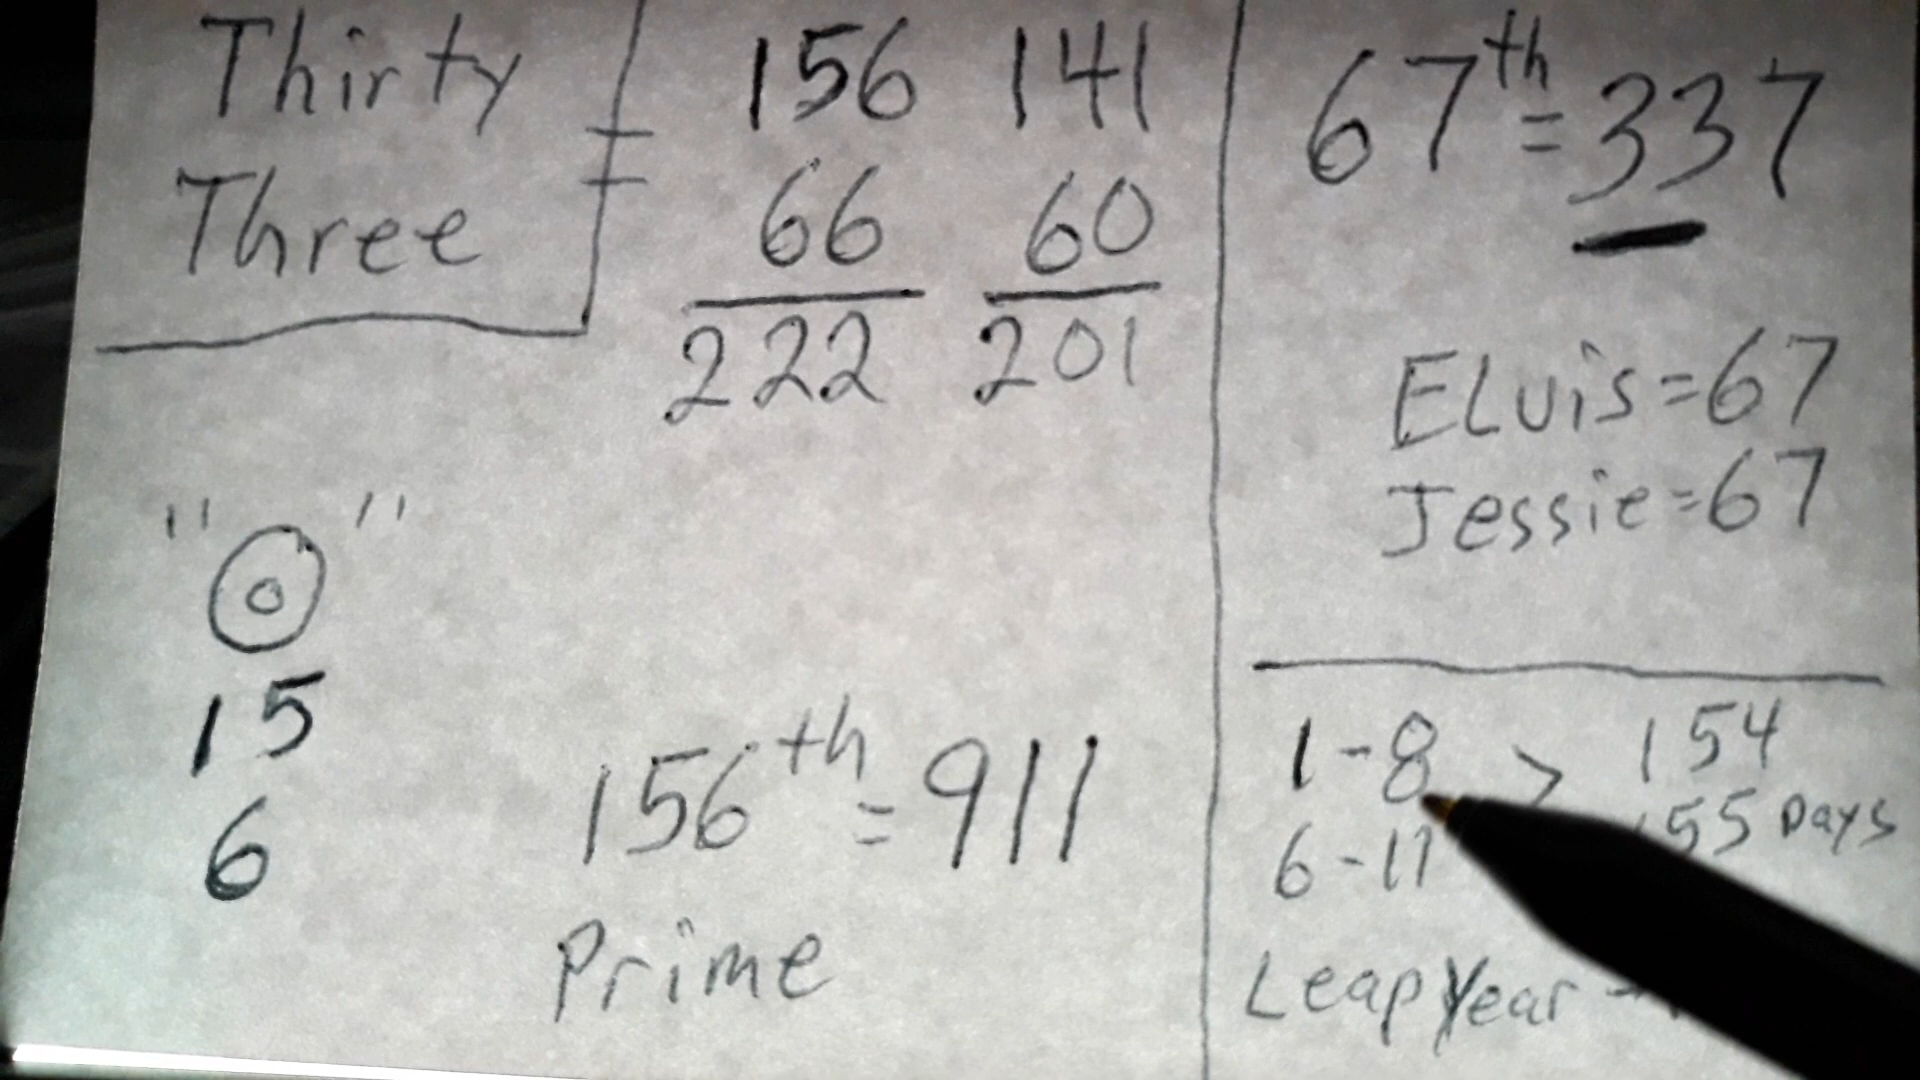 Thirty = 156 141
Three 66 60
222 201
"O"
15
6
156th = 911
Prime
67th = 337
ELvis = 67
Jessie = 67
1-8 > 154
6-11 155 Days
Leap Year